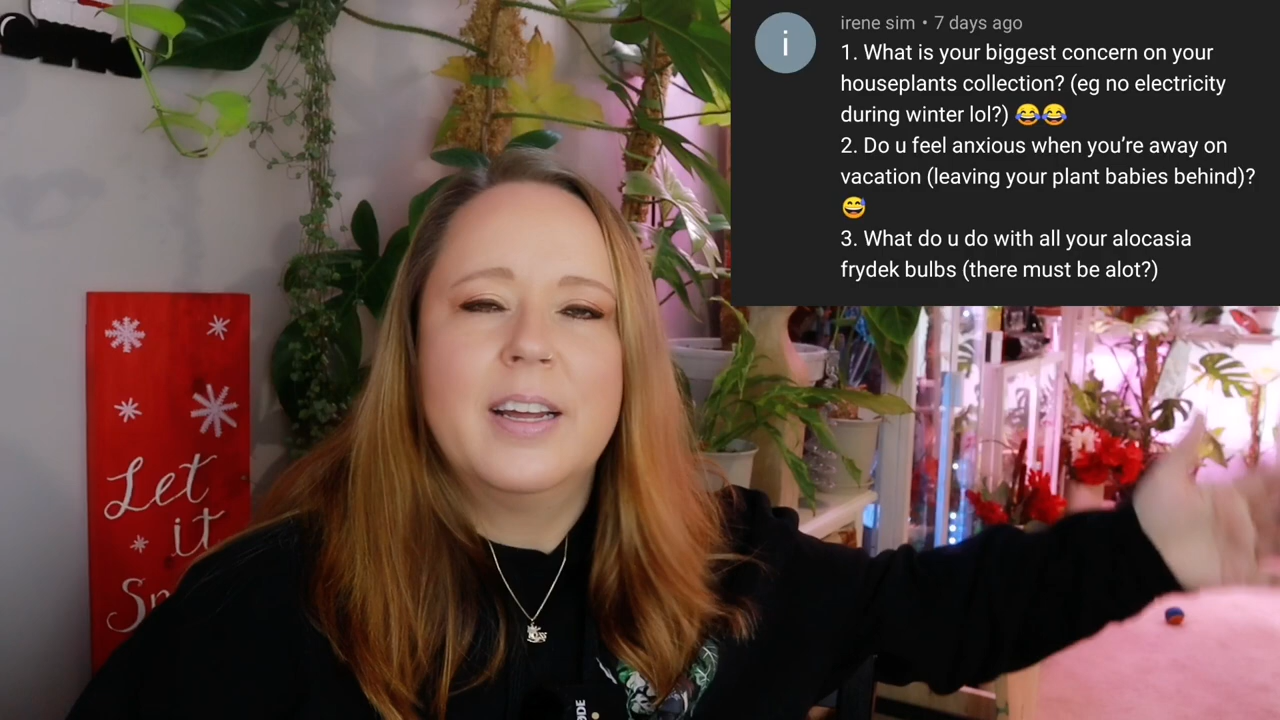 irene sim • 7 days ago
1. What is your biggest concern on your
houseplants collection? (eg no electricity
during winter lol?) 😂😂
2. Do u feel anxious when you’re away on
vacation (leaving your plant babies behind)?
😅
3. What do u do with all your alocasia
frydek bulbs (there must be alot?)
i
Let
it
Sn